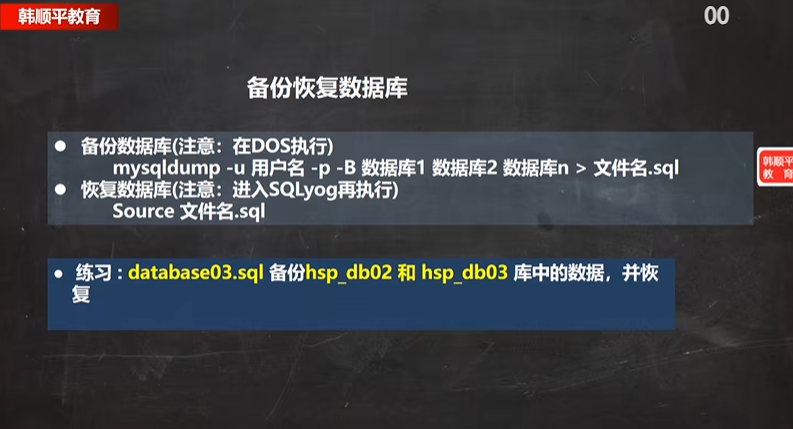 韩顺平教育
00
备份恢复数据库
● 备份数据库(注意：在DOS执行)
mysqldump -u 用户名 -p -B 数据库1 数据库2 数据库n > 文件名.sql
● 恢复数据库(注意：进入SQLyog再执行)
Source 文件名.sql
韩顺平
教 育
● 练习 : database03.sql 备份hsp_db02 和 hsp_db03 库中的数据，并恢
复